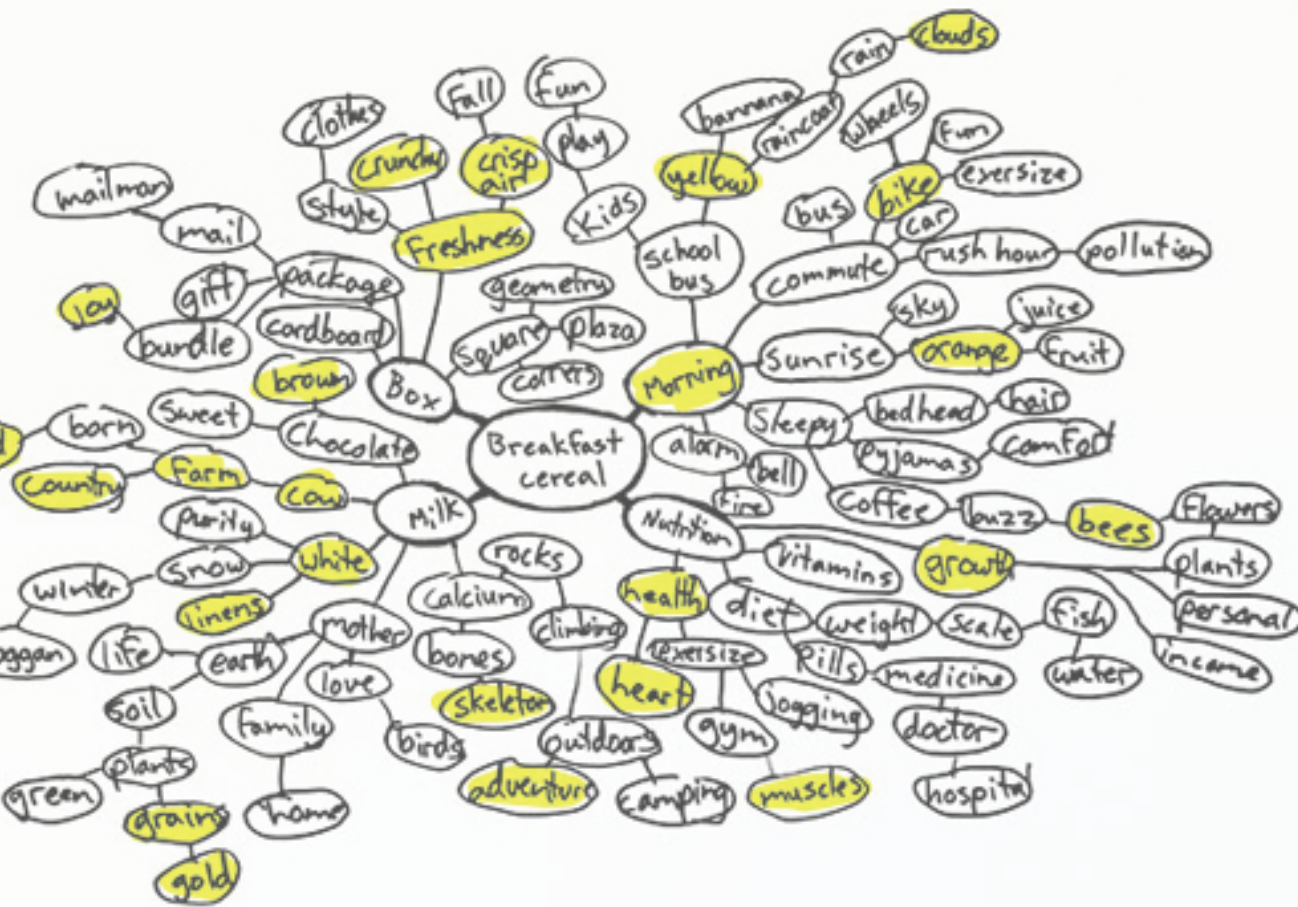 clouds
rain
Fall
Fun
bannana
raincoat
wheels
Fun
clothes
crunchy
crisp
air
play
yellow
bike
exersize
mailman
style
Kids
bus
car
mail
Freshness
school
bus
commute
rush hour
pollution
gift
package
geometry
sky
juice
joy
bundle
cardboard
square
plaza
Morning
sunrise
orange
fruit
brown
Box
corners
sweet
chocolate
Breakfast
cereal
alarm
sleepy
bedhead
hair
born
bell
pyjamas
comfort
country
farm
cow
Milk
fire
coffee
buzz
bees
Flowers
purity
Nutrition
snow
white
rocks
vitamins
growth
plants
winter
linens
calcium
health
diet
weight
scale
fish
personal
oggan
life
earth
mother
climbing
exersize
pills
medicine
water
income
bones
love
heart
jogging
soil
family
skeleton
gym
doctor
birds
outdoors
plants
green
adventure
camping
muscles
hospital
grains
home
gold